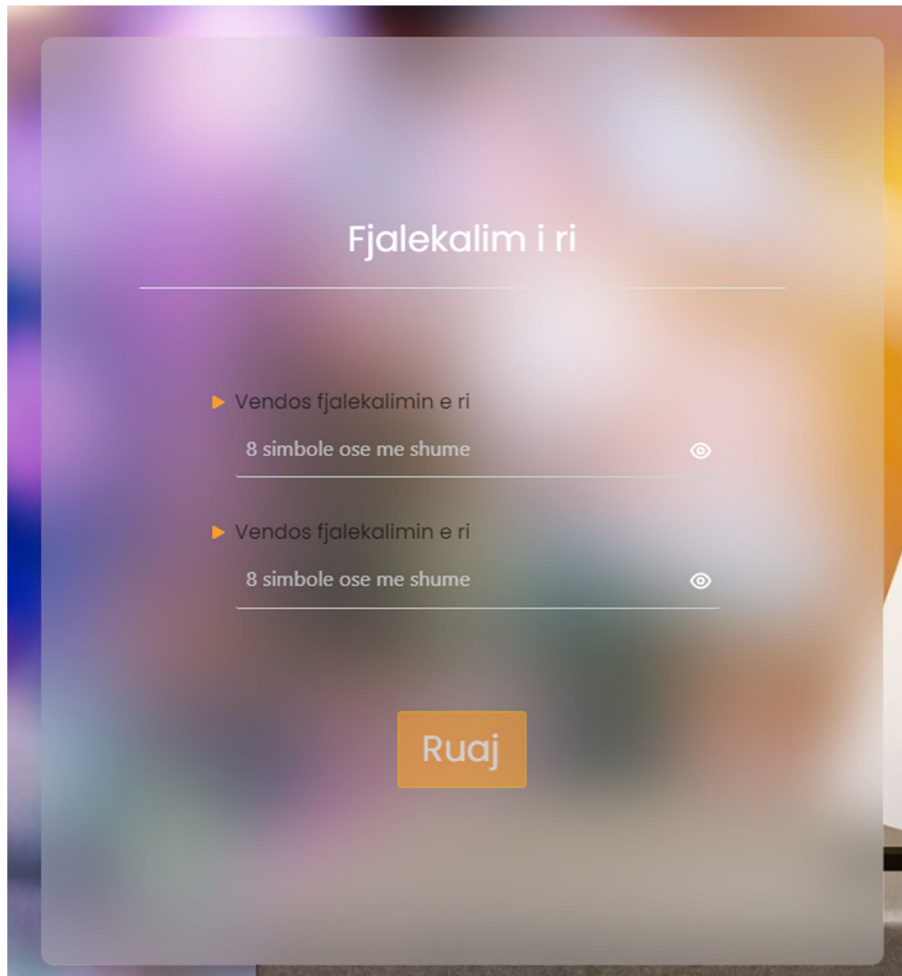 Fjalekalim i ri
Vendos fjalekalimin e ri
8 simbole ose me shume
Vendos fjalekalimin e ri
8 simbole ose me shume
Ruaj